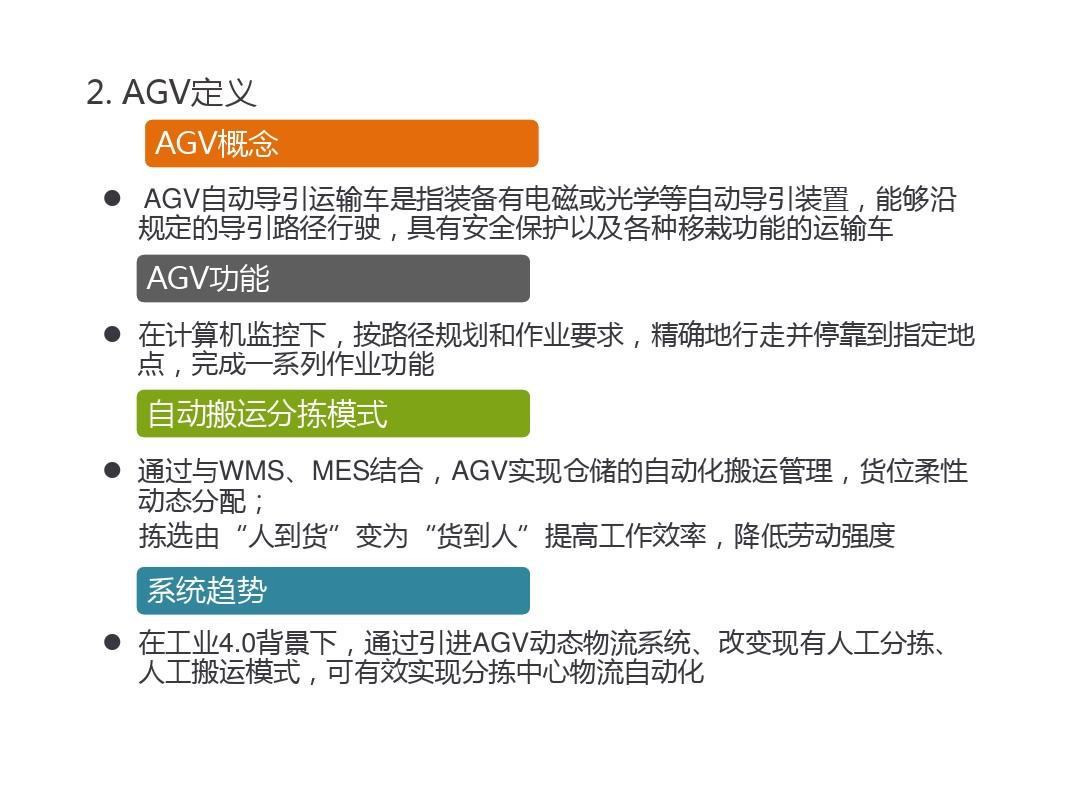 2. AGV定义
AGV概念
● AGV自动导引运输车是指装备有电磁或光学等自动导引装置，能够沿
规定的导引路径行驶，具有安全保护以及各种移栽功能的运输车
AGV功能
● 在计算机监控下，按路径规划和作业要求，精确地行走并停靠到指定地
点，完成一系列作业功能
自动搬运分拣模式
● 通过与WMS、MES结合，AGV实现仓储的自动化搬运管理，货位柔性
动态分配；
拣选由“人到货”变为“货到人”提高工作效率，降低劳动强度
系统趋势
● 在工业4.0背景下，通过引进AGV动态物流系统、改变现有人工分拣、
人工搬运模式，可有效实现分拣中心物流自动化